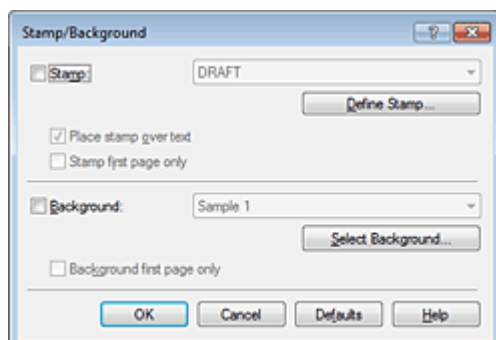 Stamp/Background
Stamp: DRAFT
Define Stamp...
Place stamp over text
Stamp first page only
Background: Sample 1
Select Background...
Background first page only
OK Cancel Defaults Help